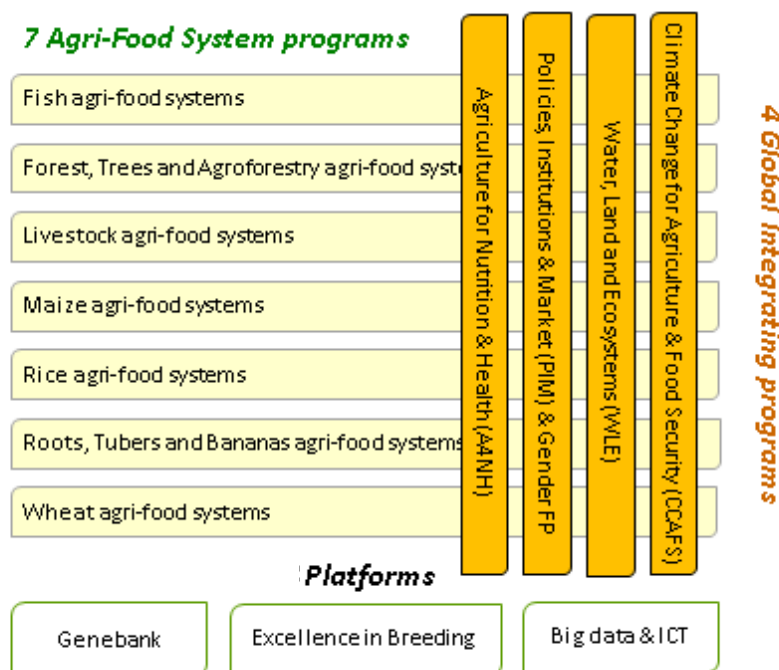 7 Agri-Food System programs
Fish agri-food systems
Forest, Trees and Agroforestry agri-food syste
Livestock agri-food systems
Maize agri-food systems
Rice agri-food systems
Roots, Tubers and Bananas agri-food systems
Wheat agri-food systems
Agriculture for Nutrition & Health (A4NH)
Policies, Institutions & Market (PIM) & Gender FP
Water, Land and Ecosystems (WLE)
Climate Change for Agriculture & Food Security (CCAFS)
4 Global Integrating programs
Platforms
Genebank
Excellence in Breeding
Big data & ICT